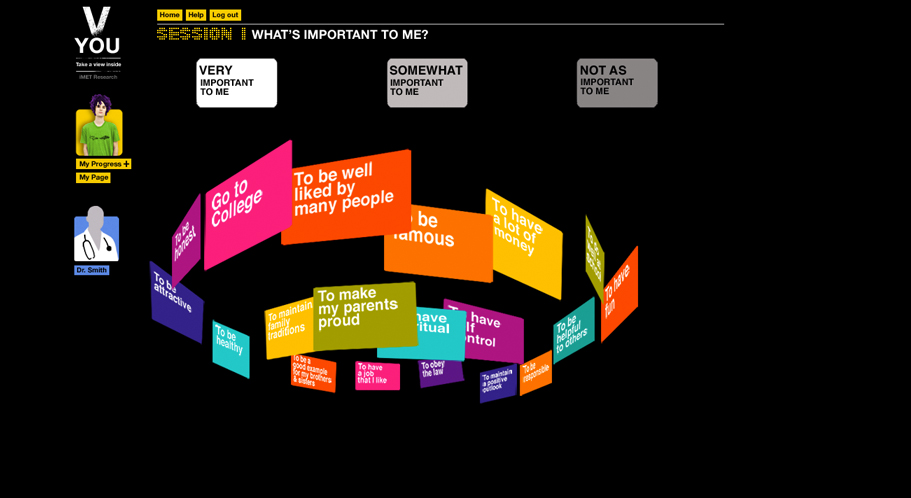 V
YOU
Take a view inside
iMET Research
Home Help Log out
SESSION 1 WHAT'S IMPORTANT TO ME?
VERY
IMPORTANT
TO ME
SOMEWHAT
IMPORTANT
TO ME
NOT AS
IMPORTANT
TO ME
My Progress +
My Page
Dr. Smith
To be
honest
Go to
College
To be well
liked by
many people
be
famous
To have
a lot of
money
school
To have
fun
To be
attractive
To be
healthy
To maintain
family
traditions
To make
my parents
proud
have
ritual
To have
self
control
To be
helpful
to others
To be a
good example
for my brothers
& sisters
To have
a job
that I like
To obey
the law
To maintain
a positive
outlook
To be
responsible